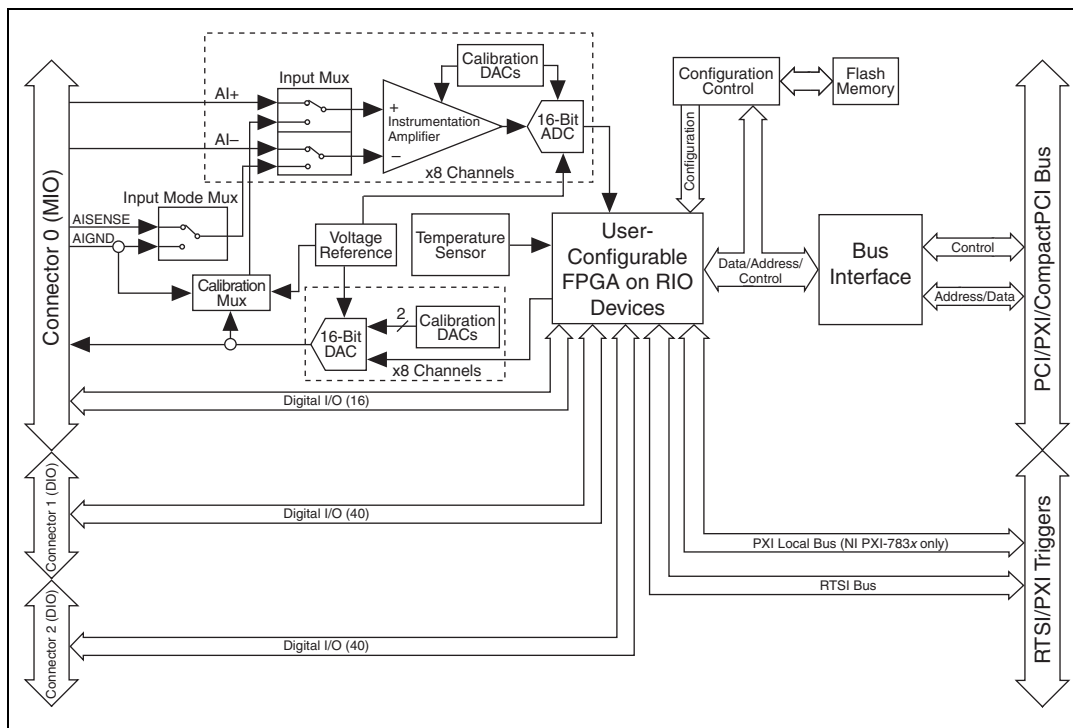 Connector 0 (MIO)
Connector 1 (DIO)
Connector 2 (DIO)
AI+
AI–
Input Mux
+
Instrumentation
Amplifier
–
Calibration
DACs
16-Bit
ADC
x8 Channels
Input Mode Mux
AISENSE
AIGND
Calibration
Mux
Voltage
Reference
Temperature
Sensor
16-Bit
DAC
2
Calibration
DACs
x8 Channels
Configuration
Control
Flash
Memory
Configuration
User-
Configurable
FPGA on RIO
Devices
Data/Address/
Control
Bus
Interface
Control
Address/Data
Digital I/O (16)
Digital I/O (40)
Digital I/O (40)
PXI Local Bus (NI PXI-783x only)
RTSI Bus
PCI/PXI/CompactPCI Bus
RTSI/PXI Triggers